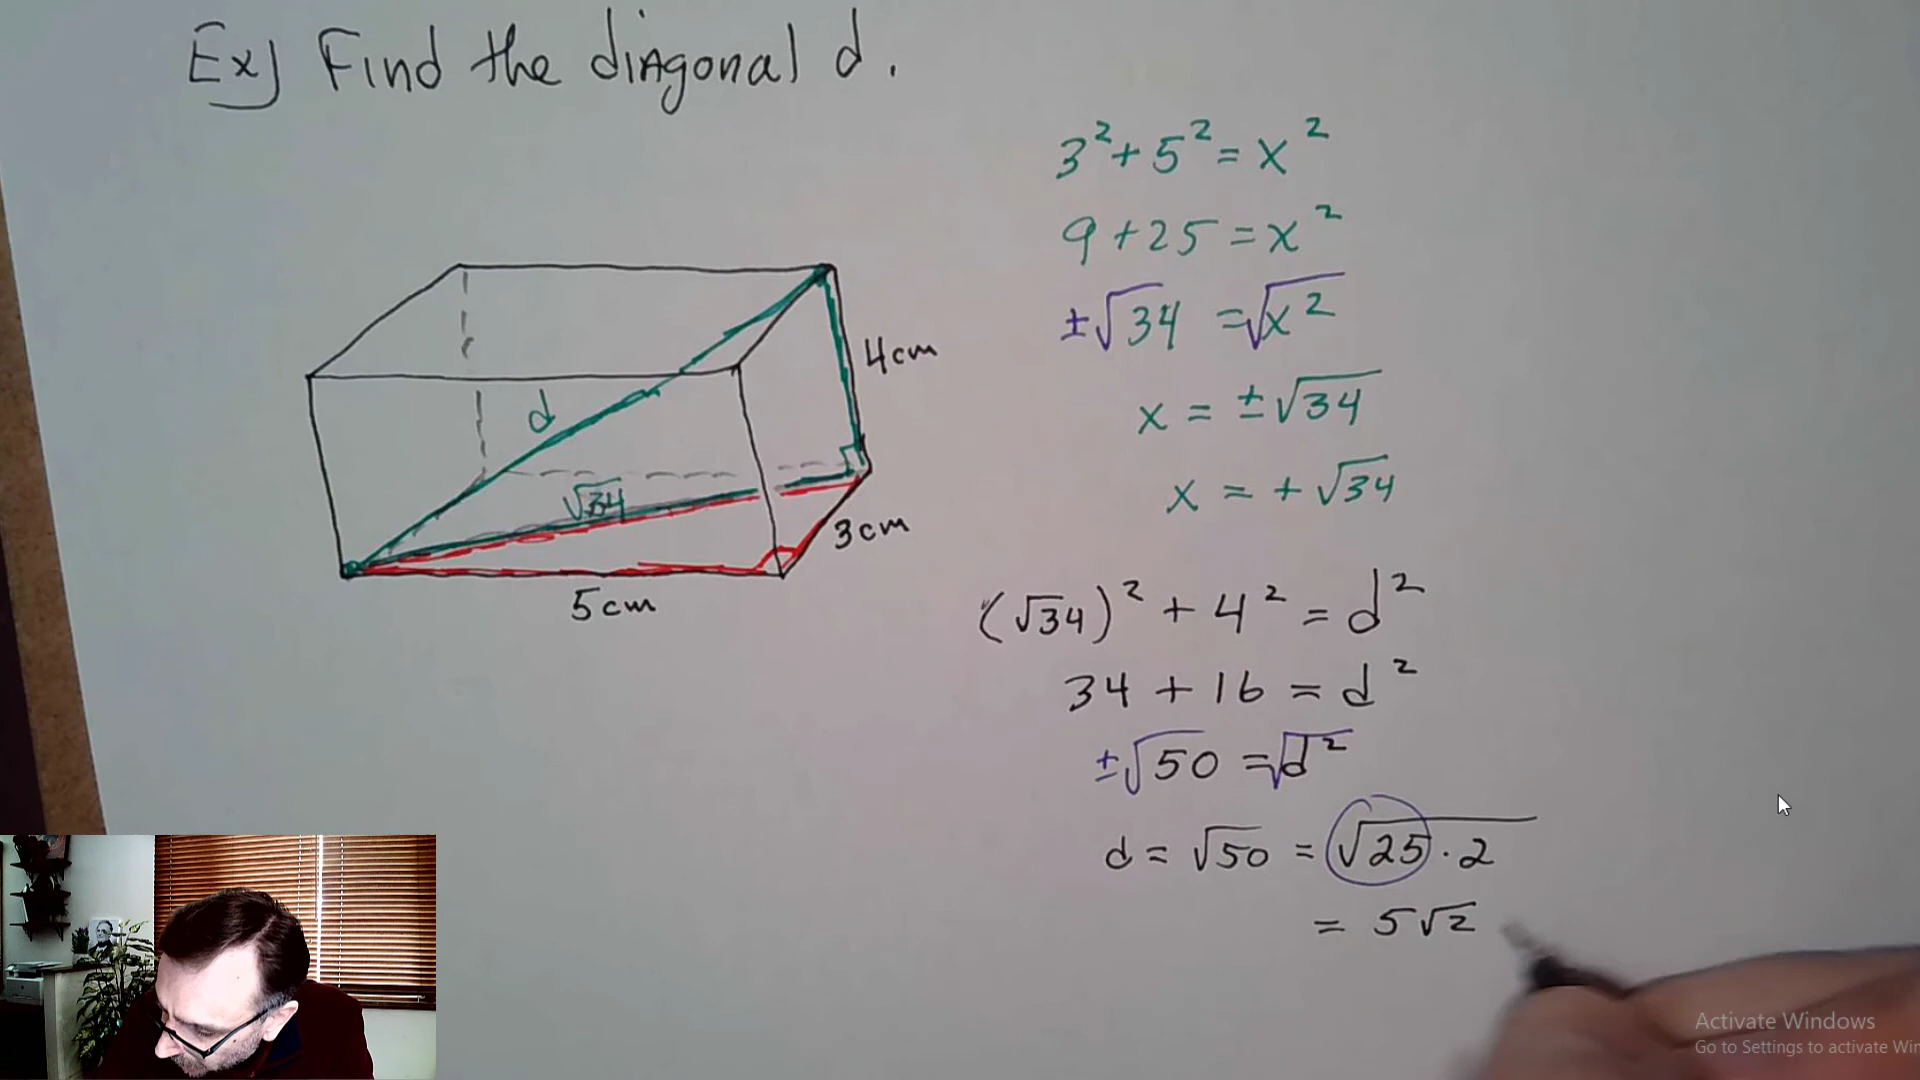 Ex) Find the diagonal d.
3² + 5² = x²
9 + 25 = x²
±√34 = √x²
x = ±√34
x = +√34
4cm
d
√34
3cm
5cm
(√34)² + 4² = d²
34 + 16 = d²
±√50 = √d²
d = √50 = √25·2
= 5√2
Activate Windows
Go to Settings to activate Win